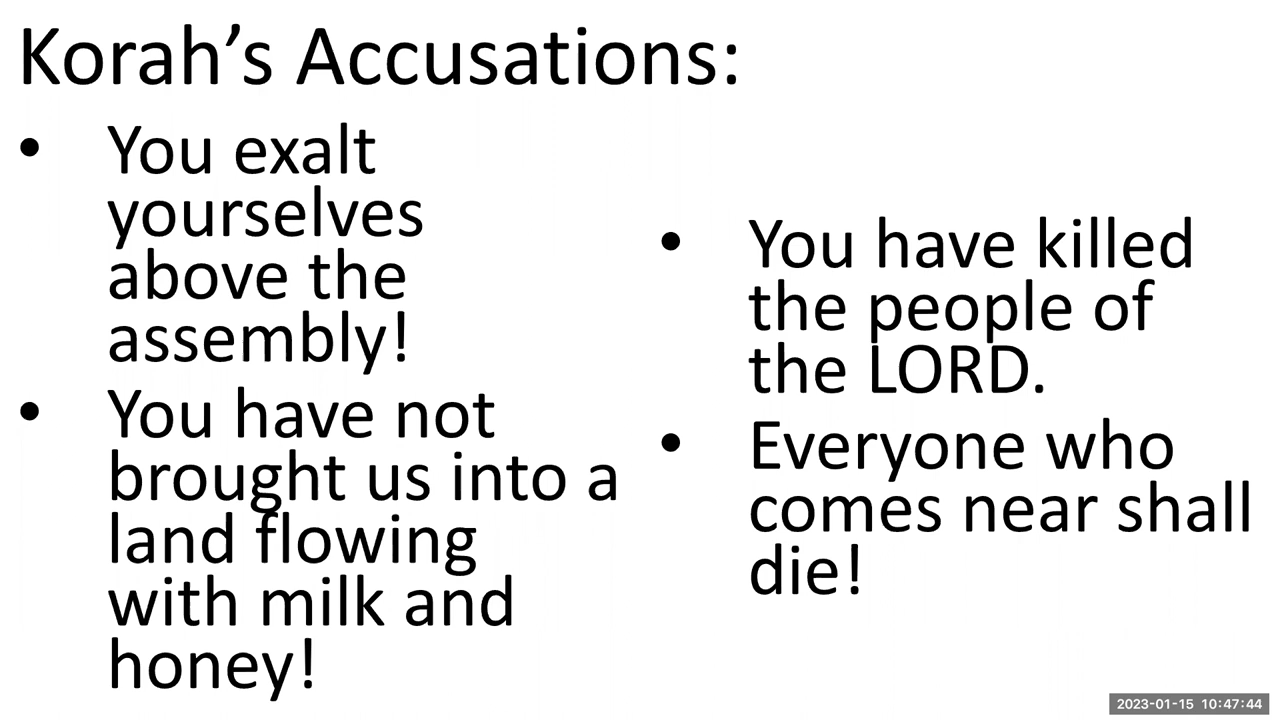 Korah’s Accusations:
• You exalt
yourselves
above the
assembly!
• You have not
brought us into a
land flowing
with milk and
honey!
• You have killed
the people of
the LORD.
• Everyone who
comes near shall
die!
2023-01-15 10:47:44